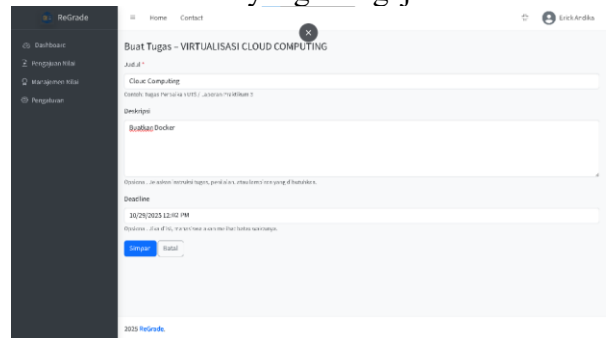 ReGrade
Home Contact
Erick Andika
Dashboard
Buat Tugas – VIRTUALISASI CLOUD COMPUTING
Pengajuan Nilai
Judul *
Manajemen Nilai
Cloud Computing
Pengaturan
Deskripsi
Buatkan Docker
Deadline
10/29/2025 12:02 PM
Simpan Batal
2025 ReGrade.